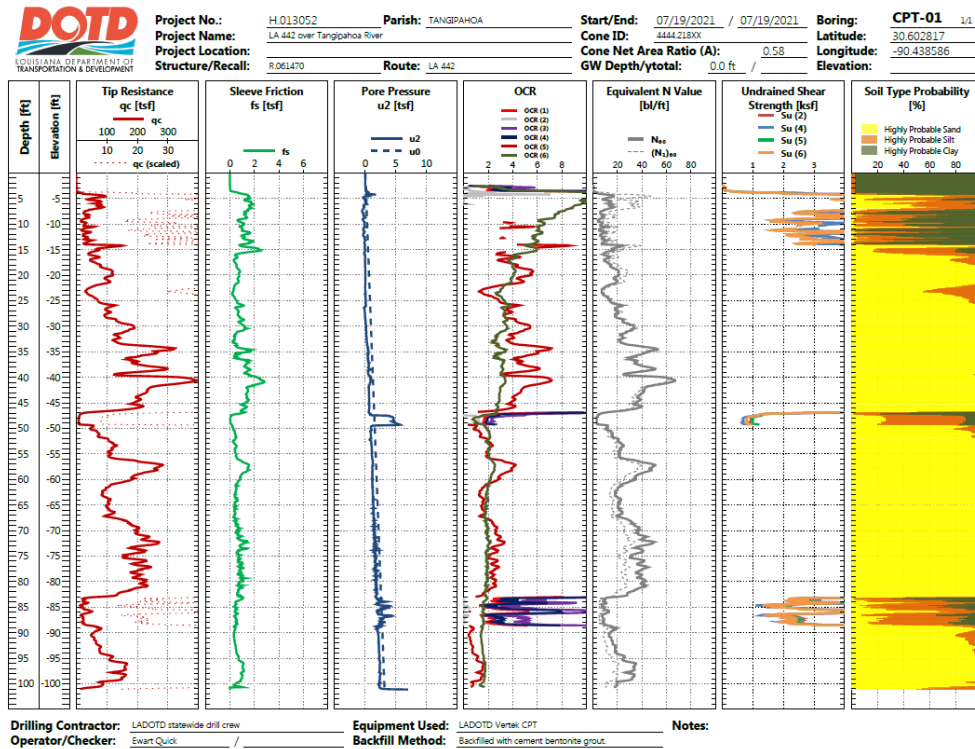 DOTD
LOUISIANA DEPARTMENT OF
TRANSPORTATION & DEVELOPMENT
Project No.: H.013052 Parish: TANGIPAHOA Start/End: 07/19/2021 / 07/19/2021 Boring: CPT-01 1/1
Project Name: LA 442 over Tangipahoa River Cone ID: 4444.218XX Latitude: 30.602817
Project Location: Cone Net Area Ratio (A): 0.58 Longitude: -90.438586
Structure/Recall: R.061470 Route: LA 442 GW Depth/ytotal: 0.0 ft / Elevation:
Depth [ft]
Elevation [ft]
Tip Resistance
qc [tsf]
qc
100 200 300
qc (scaled)
Sleeve Friction
fs [tsf]
fs
0 2 4 6
Pore Pressure
u2 [tsf]
u2
u0
0 5 10
OCR
OCR (1)
OCR (2)
OCR (3)
OCR (4)
OCR (5)
OCR (6)
2 4 6 8
Equivalent N Value
[bl/ft]
N₆₀
(N₁)₆₀
20 40 60 80
Undrained Shear
Strength [ksf]
Su (2)
Su (4)
Su (5)
Su (6)
1 2 3
Soil Type Probability
[%]
Highly Probable Sand
Highly Probable Silt
Highly Probable Clay
20 40 60 80
5 -5
10 -10
15 -15
20 -20
25 -25
30 -30
35 -35
40 -40
45 -45
50 -50
55 -55
60 -60
65 -65
70 -70
75 -75
80 -80
85 -85
90 -90
95 -95
100 -100
Drilling Contractor: LADOTD statewide drill crew Equipment Used: LADOTD Vertek CPT Notes:
Operator/Checker: Ewart Quick / Backfill Method: Backfilled with cement bentonite grout.